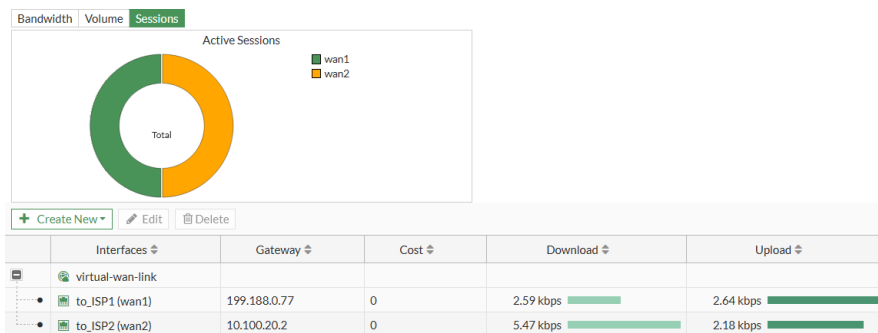 Bandwidth Volume Sessions
Active Sessions
wan1
wan2
Total
Create New Edit Delete
Interfaces Gateway Cost Download Upload
virtual-wan-link
to_ISP1 (wan1) 199.188.0.77 0 2.59 kbps 2.64 kbps
to_ISP2 (wan2) 10.100.20.2 0 5.47 kbps 2.18 kbps